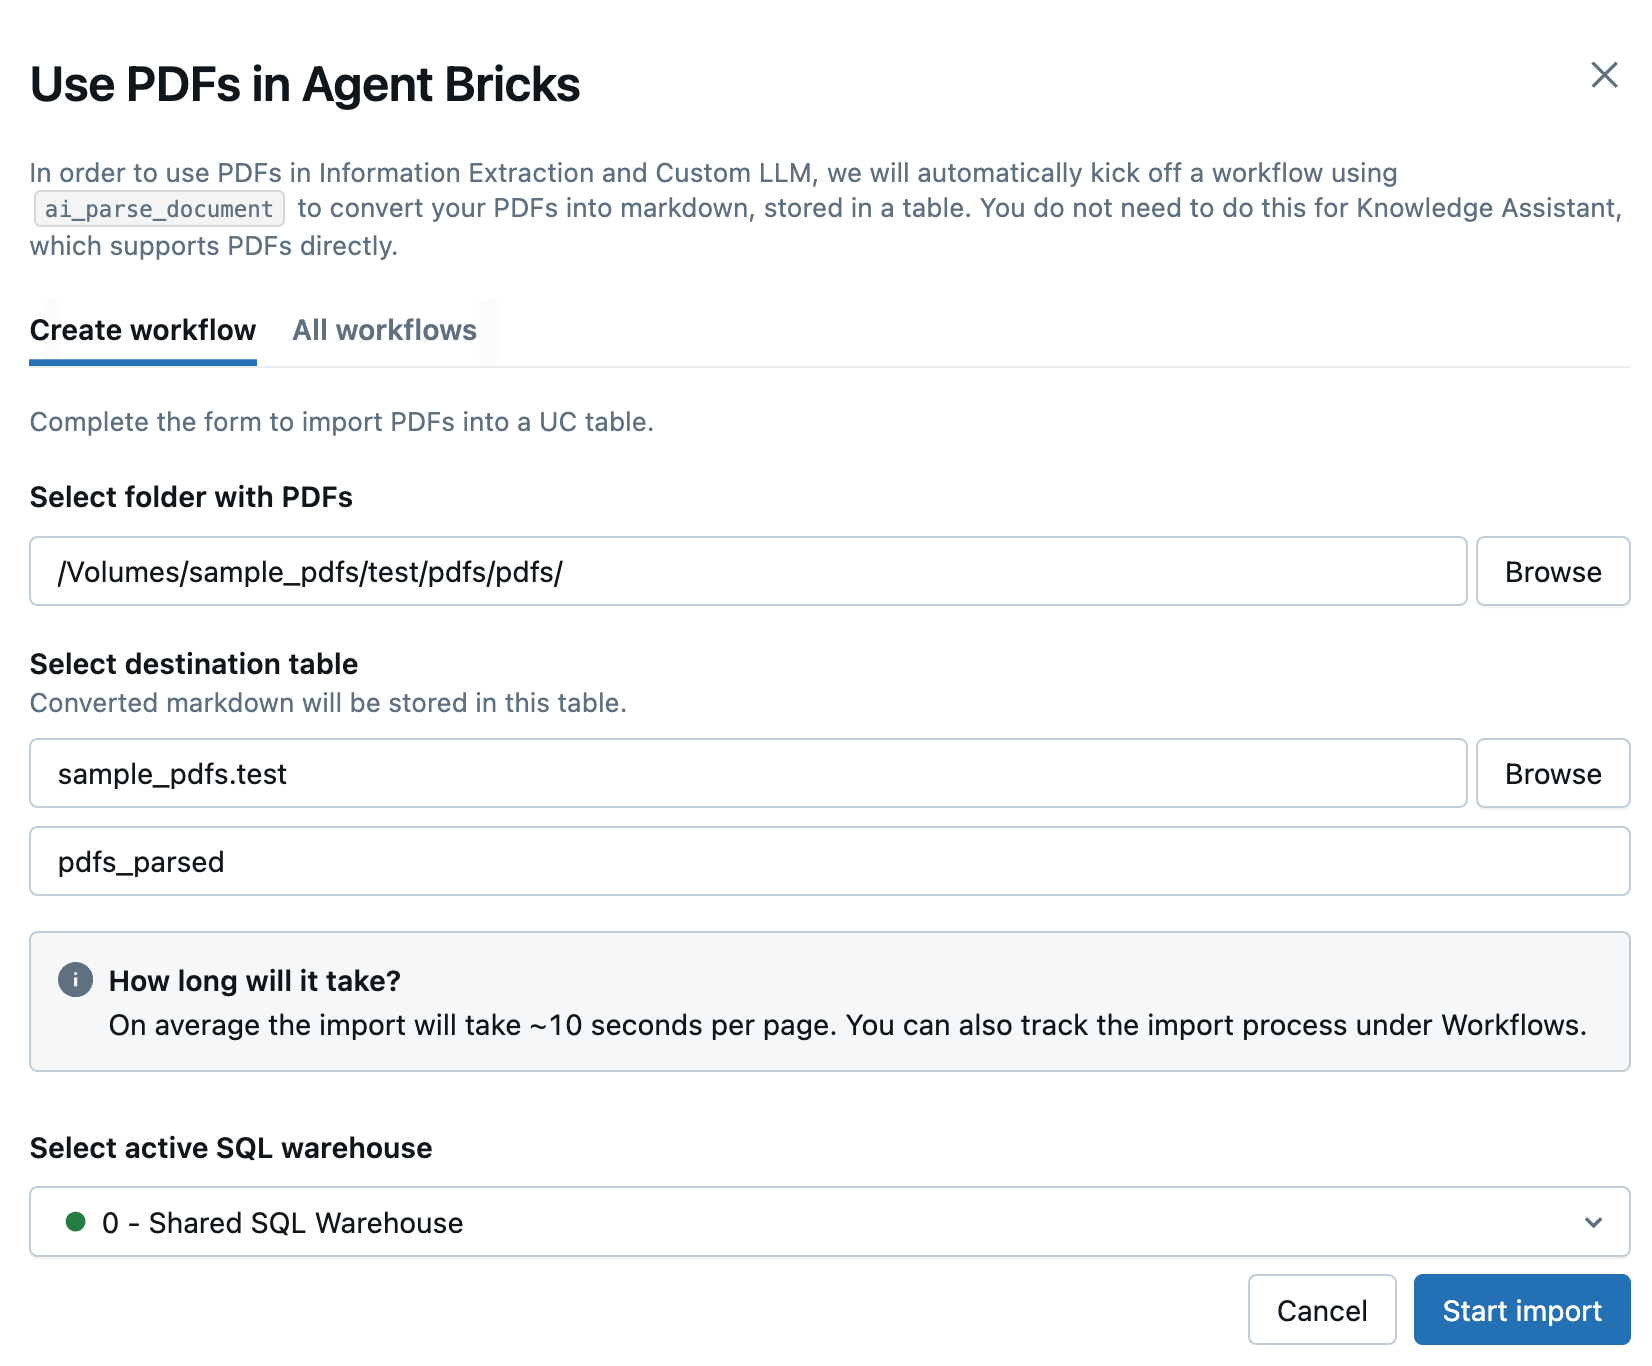 Use PDFs in Agent Bricks
In order to use PDFs in Information Extraction and Custom LLM, we will automatically kick off a workflow using
ai_parse_document to convert your PDFs into markdown, stored in a table. You do not need to do this for Knowledge Assistant,
which supports PDFs directly.
Create workflow All workflows
Complete the form to import PDFs into a UC table.
Select folder with PDFs
/Volumes/sample_pdfs/test/pdfs/pdfs/ Browse
Select destination table
Converted markdown will be stored in this table.
sample_pdfs.test Browse
pdfs_parsed
How long will it take?
On average the import will take ~10 seconds per page. You can also track the import process under Workflows.
Select active SQL warehouse
0 - Shared SQL Warehouse
Cancel Start import